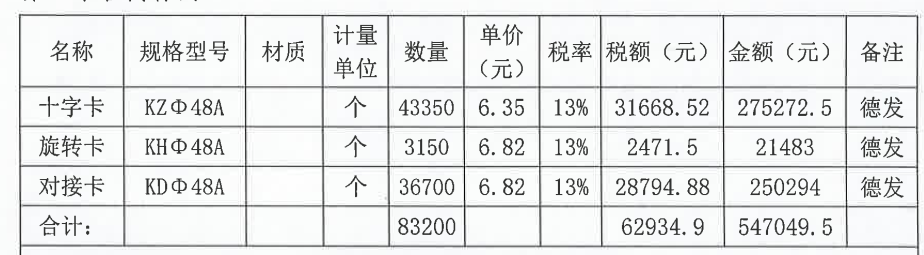 名称 规格型号 材质 计量单位 数量 单价（元） 税率 税额（元） 金额（元） 备注
十字卡 KZΦ48A 个 43350 6.35 13% 31668.52 275272.5 德发
旋转卡 KHΦ48A 个 3150 6.82 13% 2471.5 21483 德发
对接卡 KDΦ48A 个 36700 6.82 13% 28794.88 250294 德发
合计： 83200 62934.9 547049.5